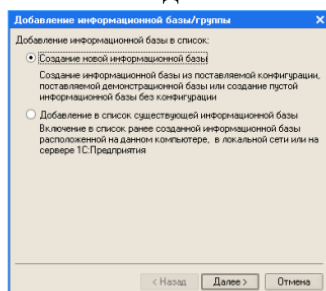 Добавление информационной базы/группы
Добавление информационной базы в список:
Создание новой информационной базы
Создание информационной базы из поставляемой конфигурации,
поставляемой демонстрационной базы или создание пустой
информационной базы без конфигурации
Добавление в список существующей информационной базы
Включение в список ранее созданной информационной базы
расположенной на данном компьютере, в локальной сети или на
сервере 1С:Предприятия
< Назад Далее > Отмена